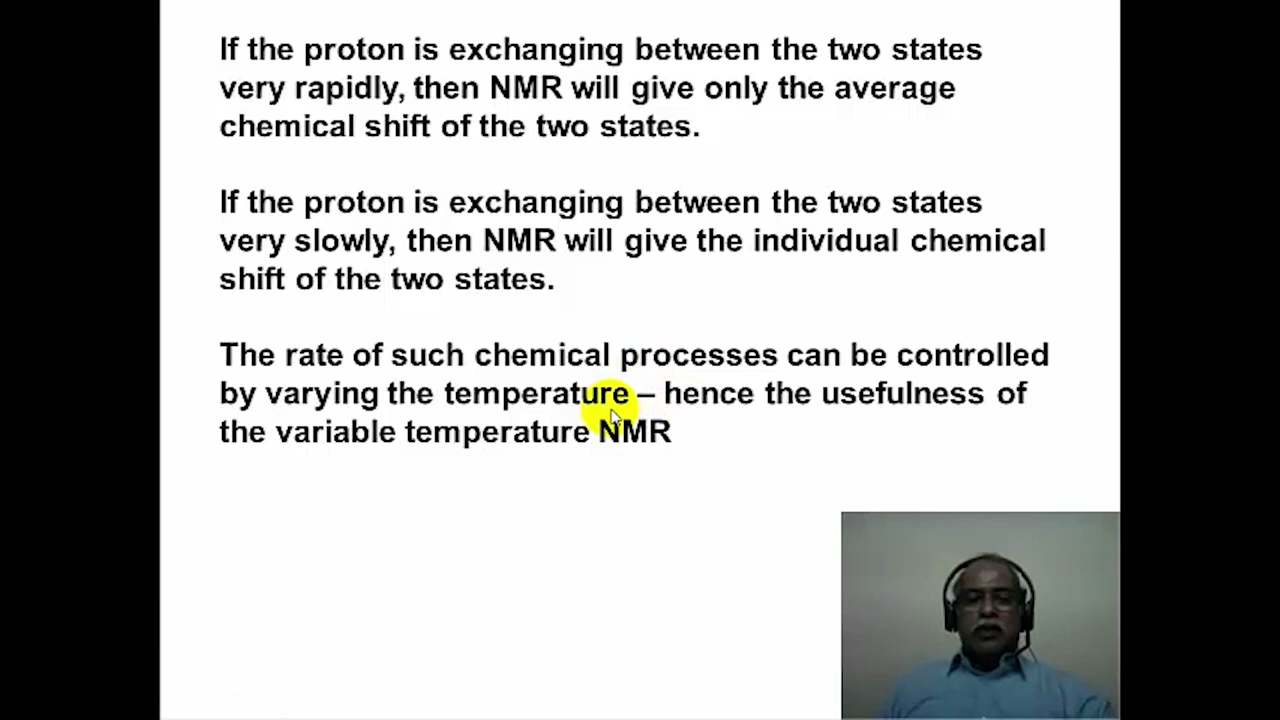 If the proton is exchanging between the two states
very rapidly, then NMR will give only the average
chemical shift of the two states.
If the proton is exchanging between the two states
very slowly, then NMR will give the individual chemical
shift of the two states.
The rate of such chemical processes can be controlled
by varying the temperature – hence the usefulness of
the variable temperature NMR